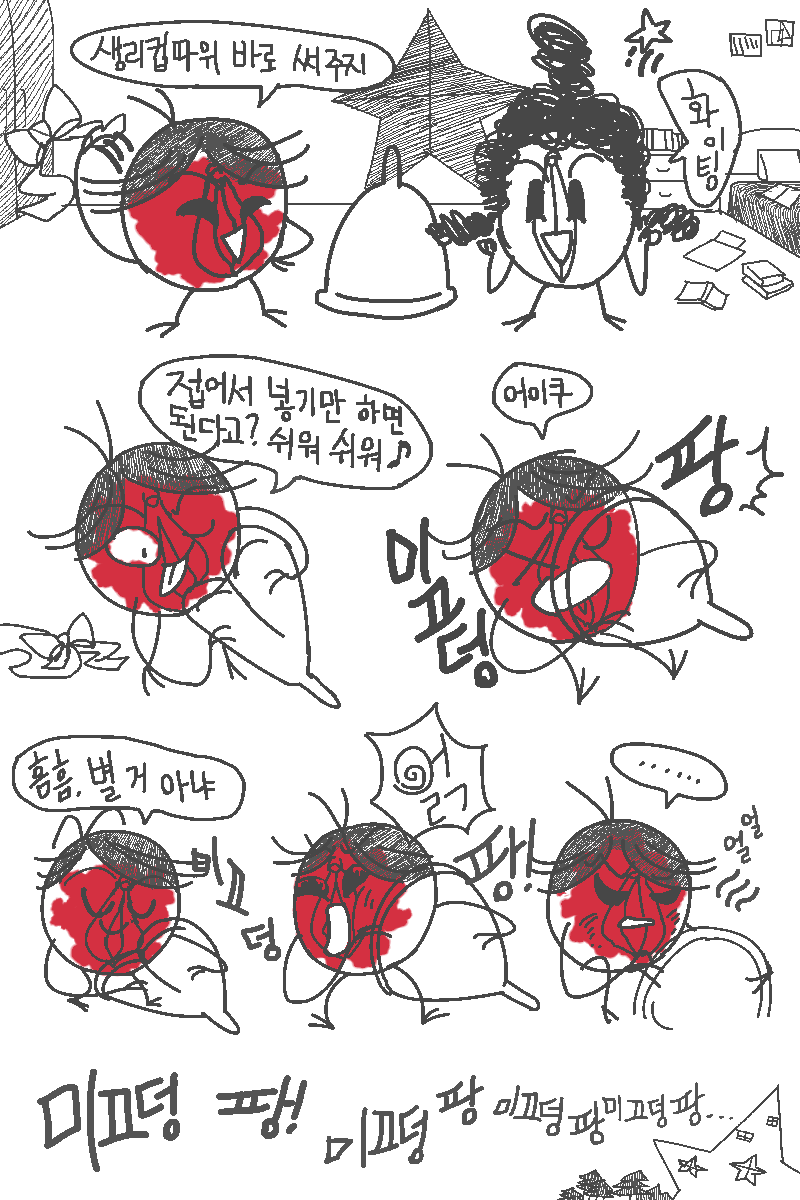 생리컵따위 바로 써주지
화이팅
접어서 넣기만 하면
된다고? 쉬워 쉬워♪
어이쿠
미끄덩
팡
흠흠, 별 거 아냐
미끄덩
억
팡!
......
얼얼
미끄덩 팡! 미끄덩 팡 미끄덩 팡 미끄덩 팡...